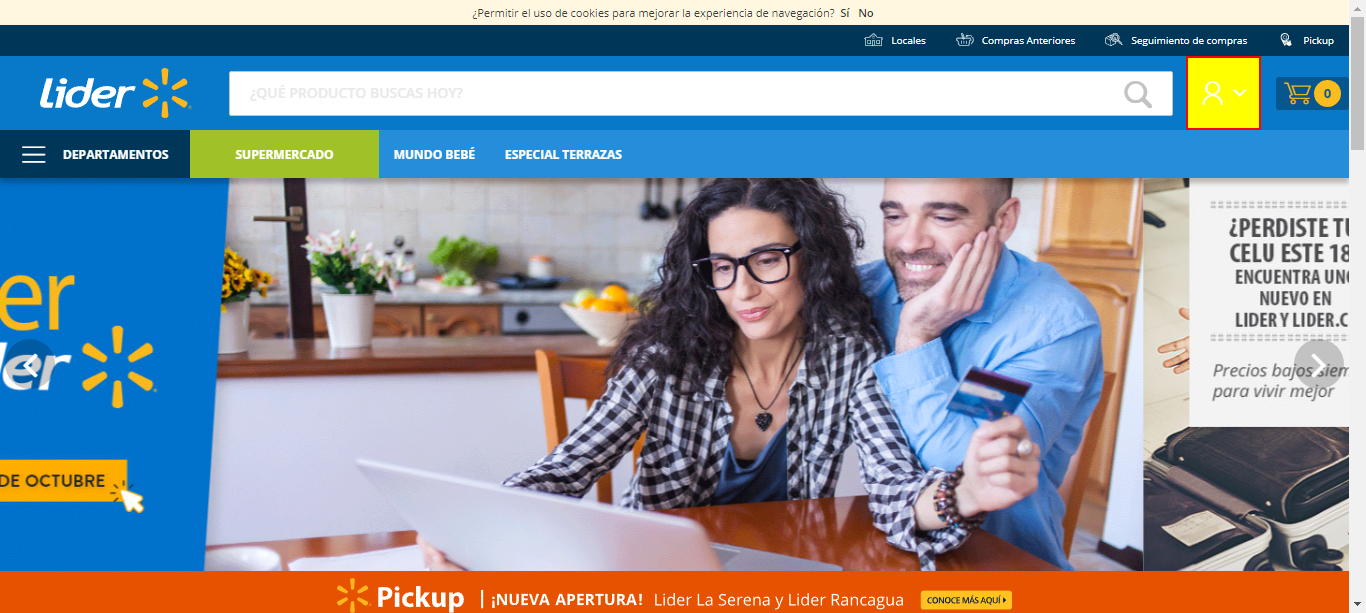 ¿Permitir el uso de cookies para mejorar la experiencia de navegación? Sí No
Locales Compras Anteriores Seguimiento de compras Pickup
Lider
¿QUÉ PRODUCTO BUSCAS HOY?
0
DEPARTAMENTOS SUPERMERCADO MUNDO BEBÉ ESPECIAL TERRAZAS
er
der
DE OCTUBRE
¿PERDISTE TU
CELU ESTE 18
ENCUENTRA UNO
NUEVO EN
LIDER Y LIDER.C
Precios bajos siem
para vivir mejor
Pickup | ¡NUEVA APERTURA! Lider La Serena y Lider Rancagua CONOCE MÁS AQUÍ